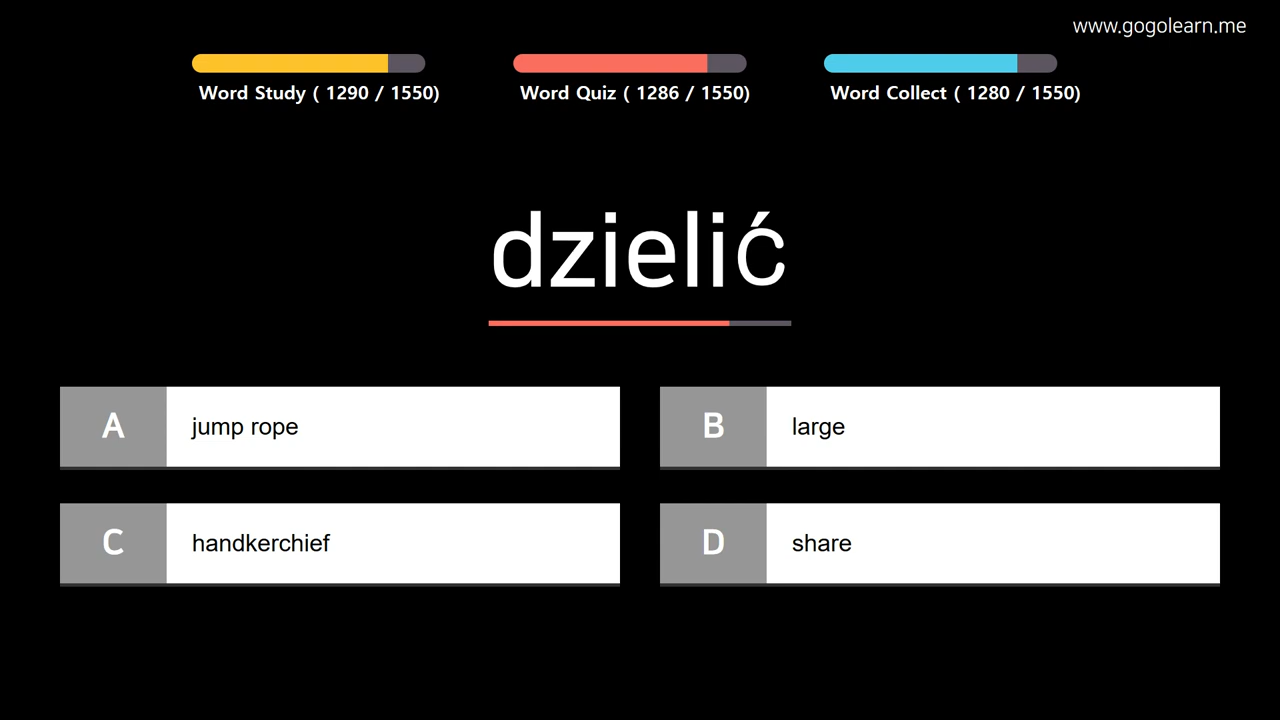 www.gogolearn.me
Word Study ( 1290 / 1550)
Word Quiz ( 1286 / 1550)
Word Collect ( 1280 / 1550)
dzielić
A jump rope
B large
C handkerchief
D share